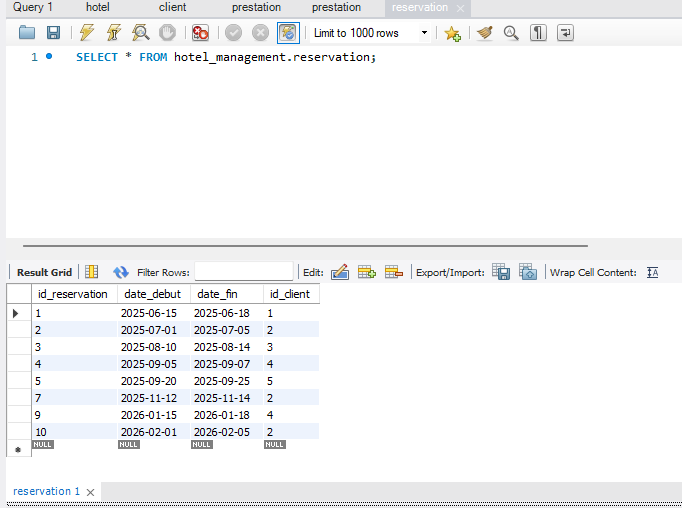 Query 1 hotel client prestation prestation reservation
Limit to 1000 rows
1 SELECT * FROM hotel_management.reservation;
Result Grid Filter Rows: Edit: Export/Import: Wrap Cell Content:
id_reservation date_debut date_fin id_client
1 2025-06-15 2025-06-18 1
2 2025-07-01 2025-07-05 2
3 2025-08-10 2025-08-14 3
4 2025-09-05 2025-09-07 4
5 2025-09-20 2025-09-25 5
7 2025-11-12 2025-11-14 2
9 2026-01-15 2026-01-18 4
10 2026-02-01 2026-02-05 2
NULL NULL NULL NULL
reservation 1